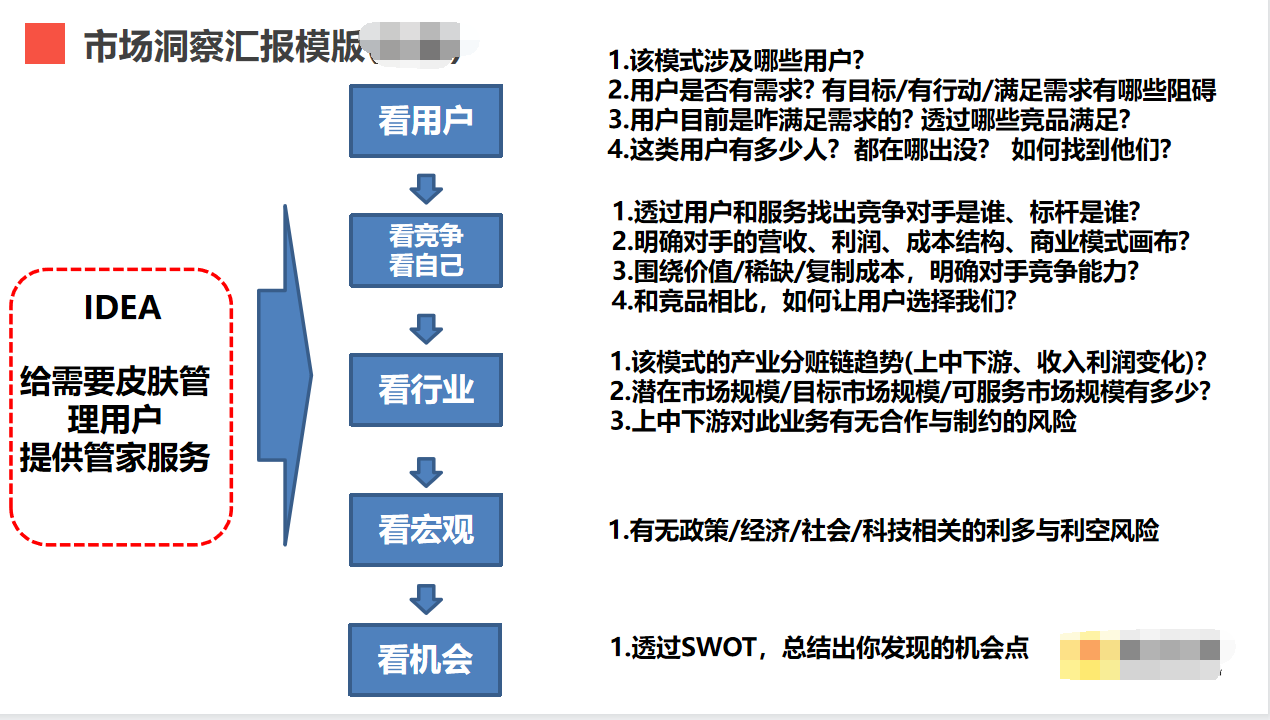 市场洞察汇报模版
看用户
1.该模式涉及哪些用户?
2.用户是否有需求? 有目标/有行动/满足需求有哪些阻碍
3.用户目前是咋满足需求的? 透过哪些竞品满足?
4.这类用户有多少人? 都在哪出没? 如何找到他们?
看竞争
看自己
1.透过用户和服务找出竞争对手是谁、标杆是谁?
2.明确对手的营收、利润、成本结构、商业模式画布?
3.围绕价值/稀缺/复制成本，明确对手竞争能力?
4.和竞品相比，如何让用户选择我们?
IDEA
给需要皮肤管
理用户
提供管家服务
看行业
1.该模式的产业分赃链趋势(上中下游、收入利润变化)?
2.潜在市场规模/目标市场规模/可服务市场规模有多少?
3.上中下游对此业务有无合作与制约的风险
看宏观
1.有无政策/经济/社会/科技相关的利多与利空风险
看机会
1.透过SWOT，总结出你发现的机会点